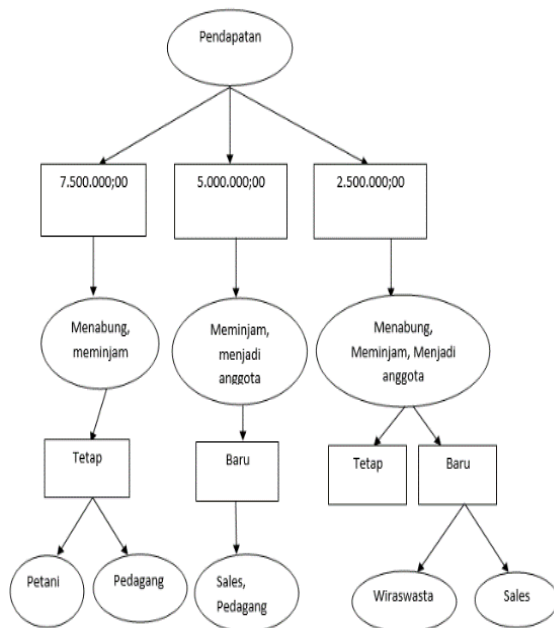 Pendapatan
7.500.000;00
5.000.000;00
2.500.000;00
Menabung,
meminjam
Meminjam,
menjadi
anggota
Menabung,
Meminjam, Menjadi
anggota
Tetap
Baru
Tetap
Baru
Petani
Pedagang
Sales,
Pedagang
Wiraswasta
Sales